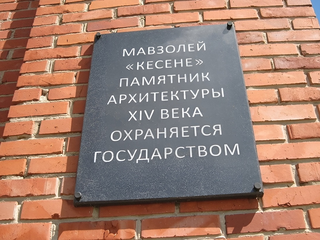 МАВЗОЛЕЙ
«КЕСЕНЕ»
ПАМЯТНИК
АРХИТЕКТУРЫ
XIV ВЕКА
ОХРАНЯЕТСЯ
ГОСУДАРСТВОМ